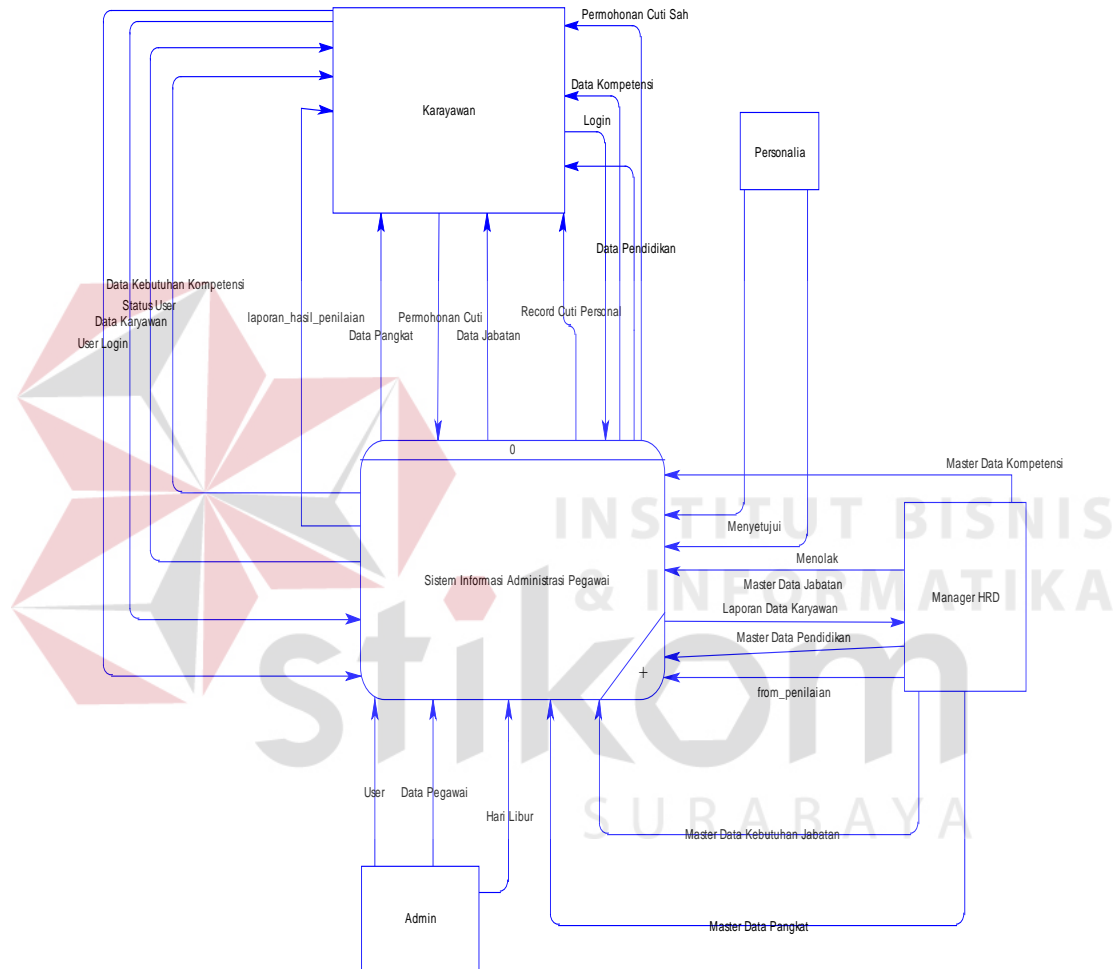 Permohonan Cuti Sah
Data Kompetensi
Karayawan
Login
Personalia
Data Pendidikan
Data Kebutuhan Kompetensi
Status User
Data Karyawan
User Login
laporan_hasil_penilaian
Data Pangkat
Permohonan Cuti
Data Jabatan
Record Cuti Personal
0
Master Data Kompetensi
INSTITUT BISNIS
& INFORMATIKA
Menyetujui
Menolak
Sistem Informasi Administrasi Pegawai
Master Data Jabatan
Manager HRD
Laporan Data Karyawan
Master Data Pendidikan
+
from_penilaian
stikom
SURABAYA
User
Data Pegawai
Hari Libur
Master Data Kebutuhan Jabatan
Admin
Master Data Pangkat